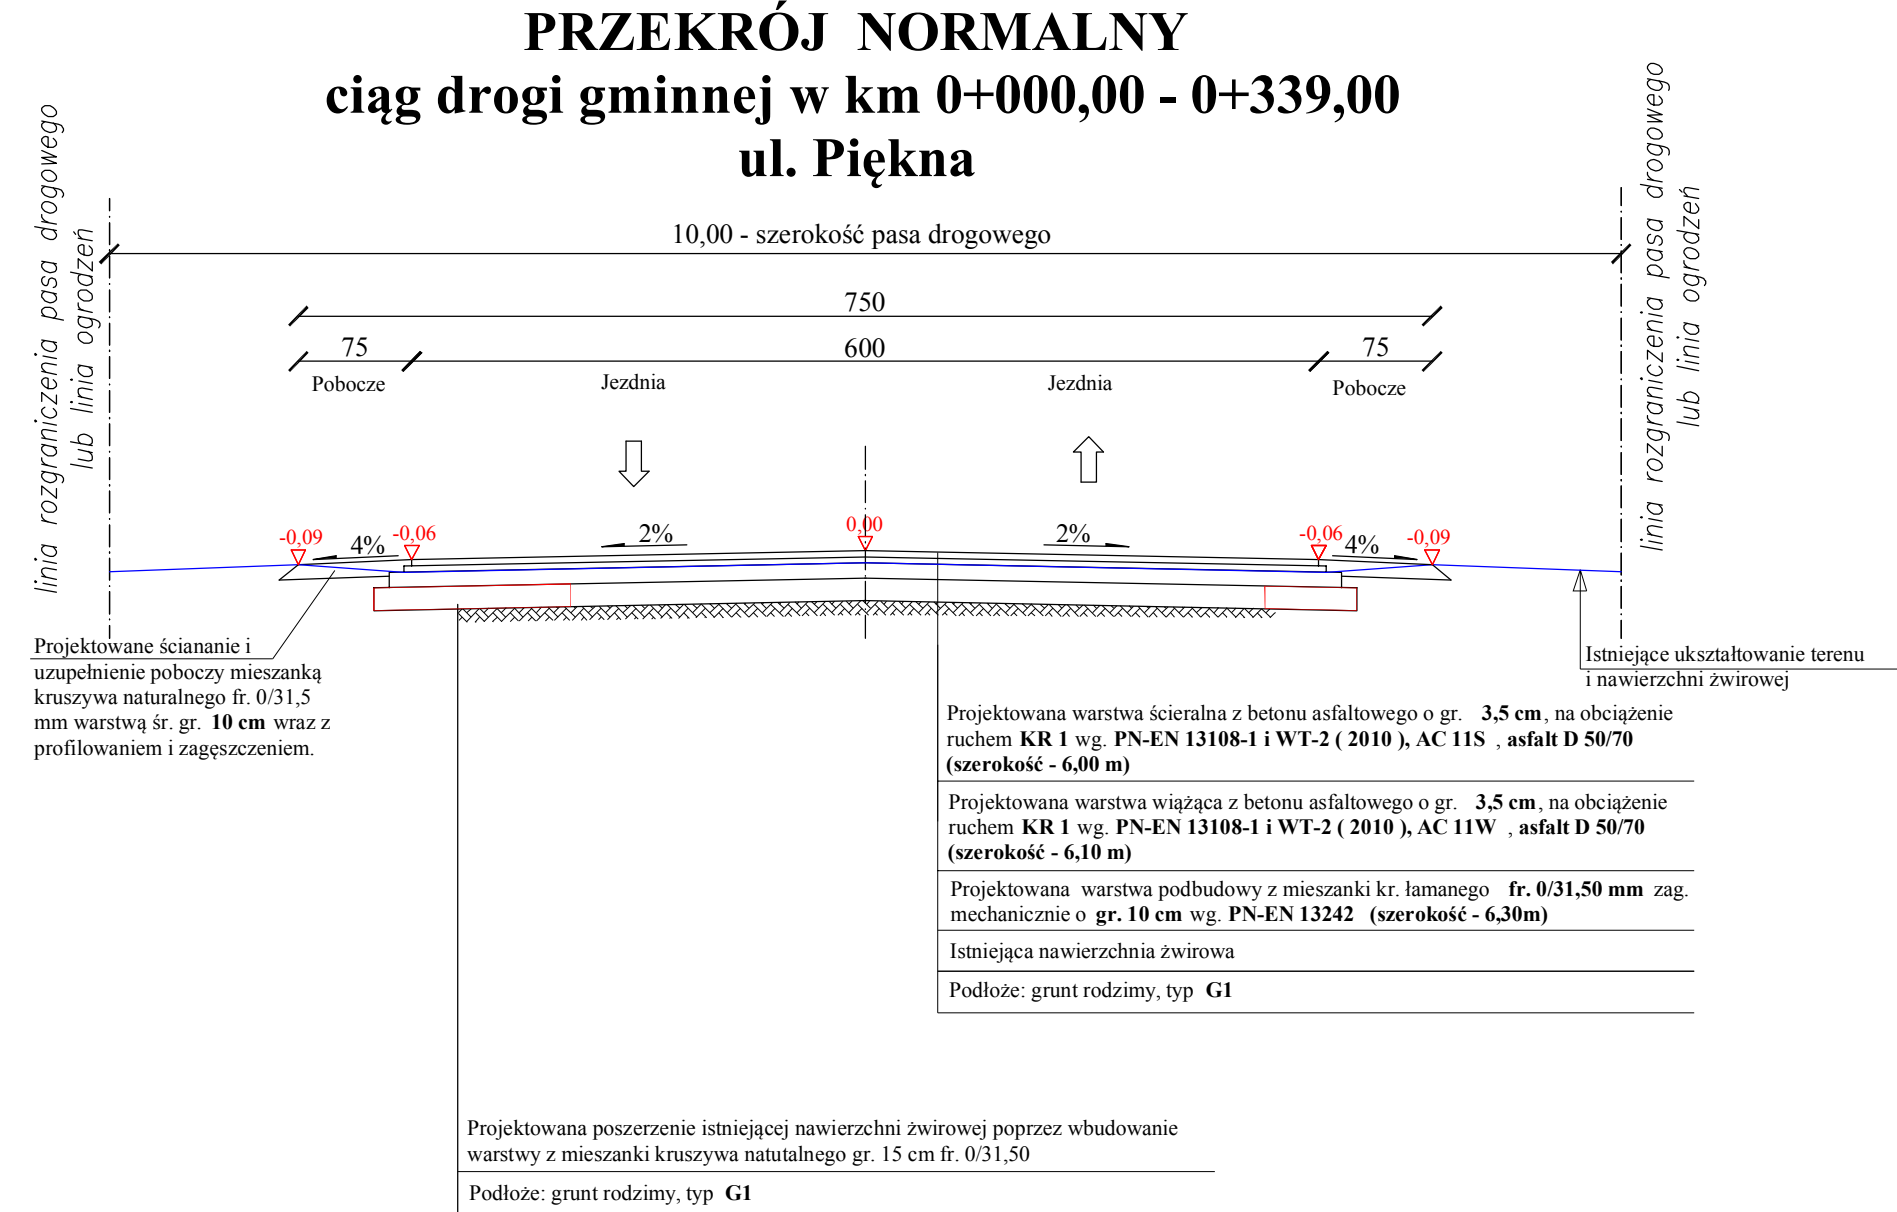 PRZEKRÓJ NORMALNY
ciąg drogi gminnej w km 0+000,00 - 0+339,00
ul. Piękna
linia rozgraniczenia pasa drogowego
lub linia ogrodzeń
linia rozgraniczenia pasa drogowego
lub linia ogrodzeń
10,00 - szerokość pasa drogowego
750
75
600
75
Pobocze
Jezdnia
Jezdnia
Pobocze
-0,09
4%
-0,06
2%
0,00
2%
-0,06
4%
-0,09
Projektowane ściananie i
uzupełnienie poboczy mieszanką
kruszywa naturalnego fr. 0/31,5
mm warstwą śr. gr. 10 cm wraz z
profilowaniem i zagęszczeniem.
Istniejące ukształtowanie terenu
i nawierzchni żwirowej
Projektowana warstwa ścieralna z betonu asfaltowego o gr. 3,5 cm, na obciążenie
ruchem KR 1 wg. PN-EN 13108-1 i WT-2 ( 2010 ), AC 11S , asfalt D 50/70
(szerokość - 6,00 m)
Projektowana warstwa wiążąca z betonu asfaltowego o gr. 3,5 cm, na obciążenie
ruchem KR 1 wg. PN-EN 13108-1 i WT-2 ( 2010 ), AC 11W , asfalt D 50/70
(szerokość - 6,10 m)
Projektowana warstwa podbudowy z mieszanki kr. łamanego fr. 0/31,50 mm zag.
mechanicznie o gr. 10 cm wg. PN-EN 13242 (szerokość - 6,30m)
Istniejąca nawierzchnia żwirowa
Podłoże: grunt rodzimy, typ G1
Projektowana poszerzenie istniejącej nawierzchni żwirowej poprzez wbudowanie
warstwy z mieszanki kruszywa natutalnego gr. 15 cm fr. 0/31,50
Podłoże: grunt rodzimy, typ G1